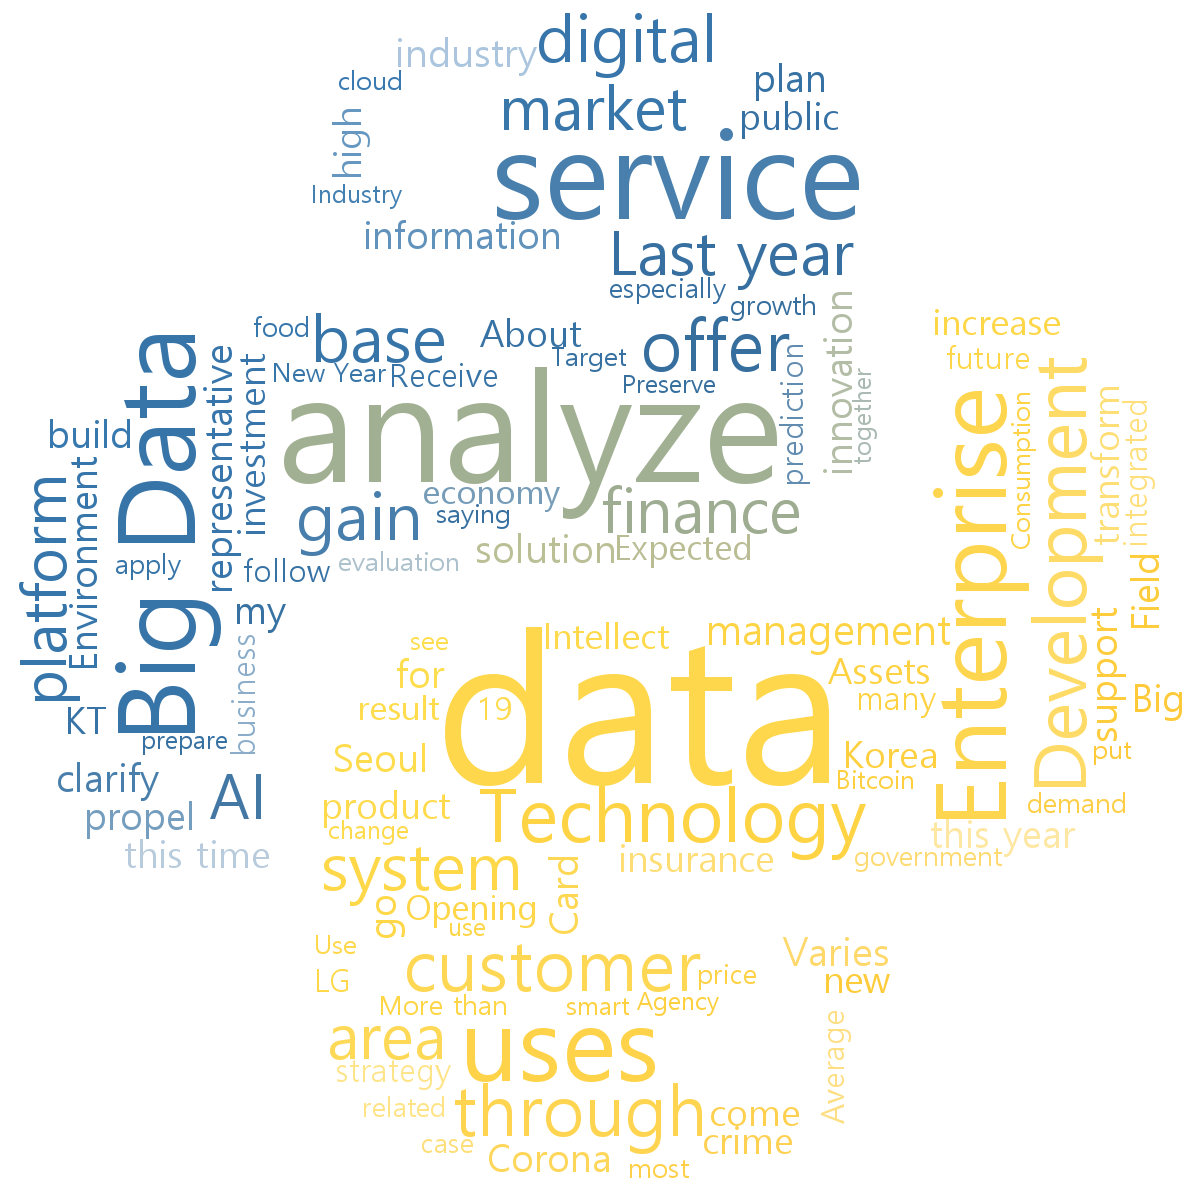 digital
industry
cloud
plan
market
public
high
service
Industry
information
Last year
especially
growth
food
base
About
offer
Target
innovation
increase
future
New Year
Receive
Preserve
prediction
together
Big Data
representative
investment
analyze
build
Environment
platform
economy
gain
saying
finance
Enterprise
Consumption
Development
transform
integrated
apply
follow
evaluation
solution
Expected
my
Field
support
see
Intellect
management
for
data
Assets
many
Big
KT
business
prepare
result
19
Seoul
Korea
Bitcoin
put
clarify
AI
propel
product
Technology
demand
this time
change
this year
system
insurance
government
Card
go
Opening
use
Use
customer
Varies
LG
price
new
More than
smart
Agency
area
uses
Average
strategy
related
through
come
case
Corona
crime
most